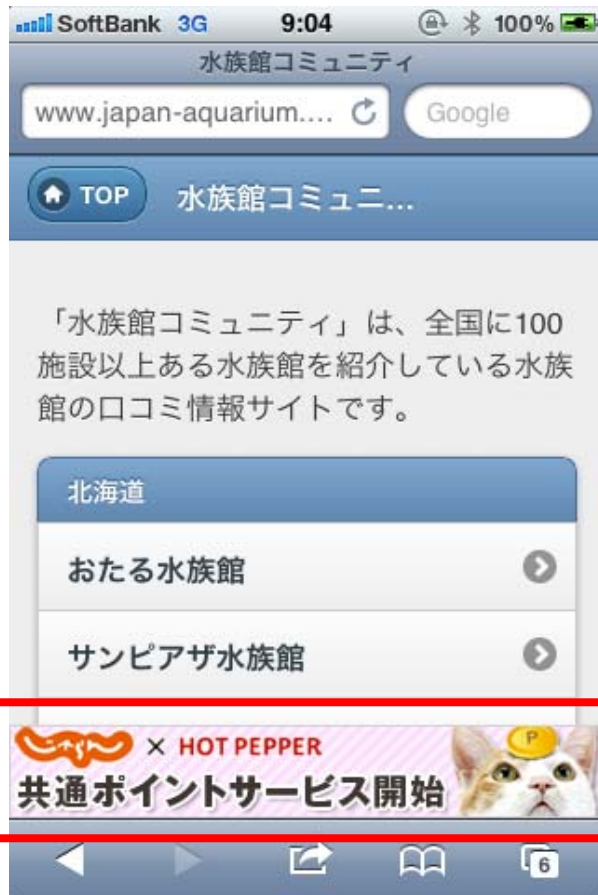 SoftBank 3G 9:04 100%
水族館コミュニティ
www.japan-aquarium.... Google
TOP 水族館コミュニ...
「水族館コミュニティ」は、全国に100
施設以上ある水族館を紹介している水族
館の口コミ情報サイトです。
北海道
おたる水族館
サンピアザ水族館
じゃらん × HOT PEPPER
P
共通ポイントサービス開始
6